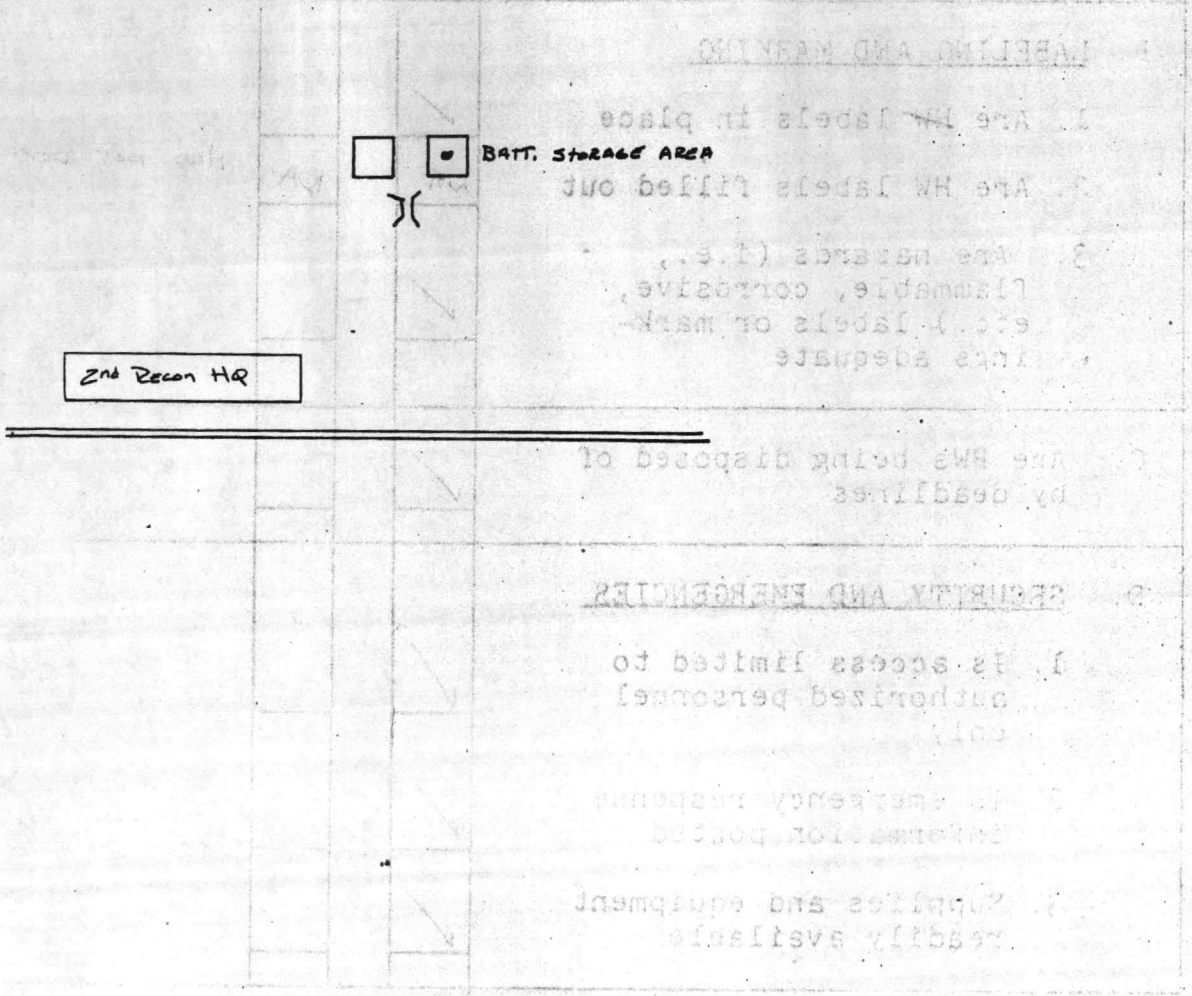 LABELING AND MARKING
1. Are HW labels in place
BATT. STORAGE AREA
2. Are HW labels filled out
3. Are hazards (i.e.,
flammable, corrosive,
etc.) labels or mark-
ings adequate
2nd Recon HQ
C. Are PWs being disposed of
by deadlines
SECURITY AND EMERGENCIES
1. Is access limited to
authorized personnel
only
2. Is emergency response
information posted
3. Supplies and equipment
readily available